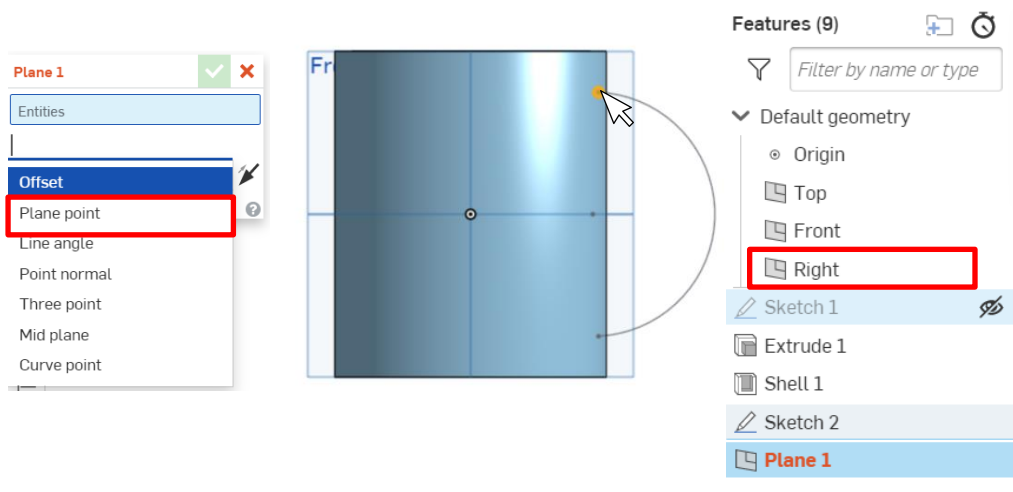 Plane 1
Entities
Offset
Plane point
Line angle
Point normal
Three point
Mid plane
Curve point
Fr
Features (9)
Filter by name or type
Default geometry
Origin
Top
Front
Right
Sketch 1
Extrude 1
Shell 1
Sketch 2
Plane 1